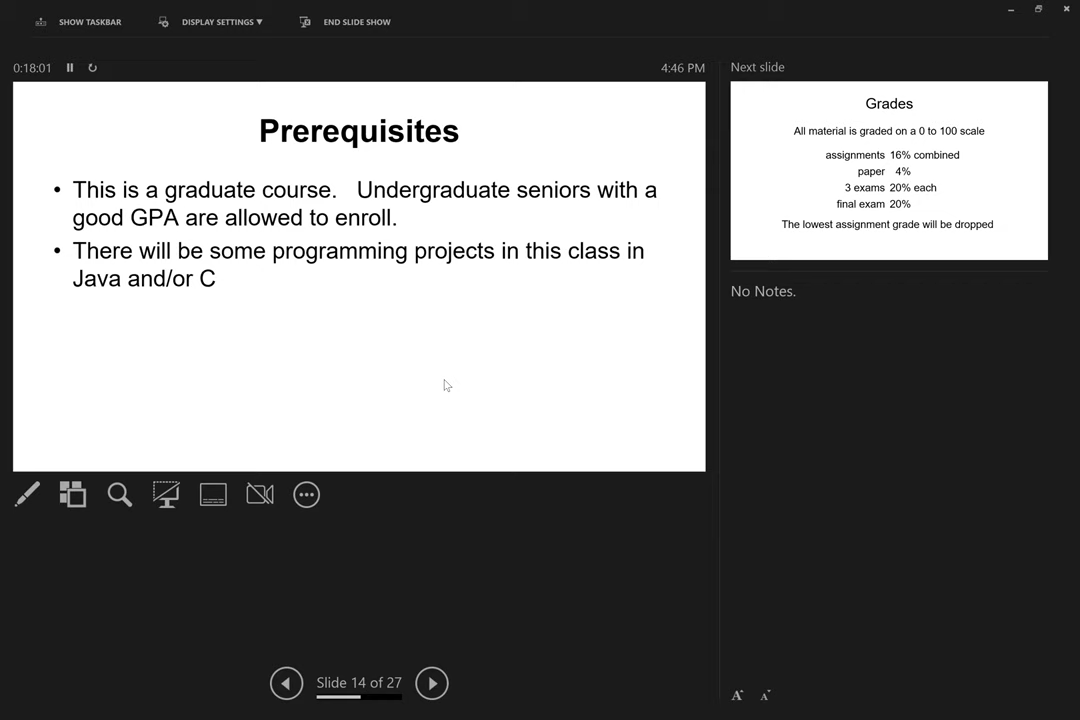 SHOW TASKBAR
DISPLAY SETTINGS ▼
END SLIDE SHOW
0:18:01
4:46 PM
Prerequisites
• This is a graduate course. Undergraduate seniors with a
good GPA are allowed to enroll.
• There will be some programming projects in this class in
Java and/or C
Slide 14 of 27
Next slide
Grades
All material is graded on a 0 to 100 scale
assignments 16% combined
paper 4%
3 exams 20% each
final exam 20%
The lowest assignment grade will be dropped
No Notes.
A A